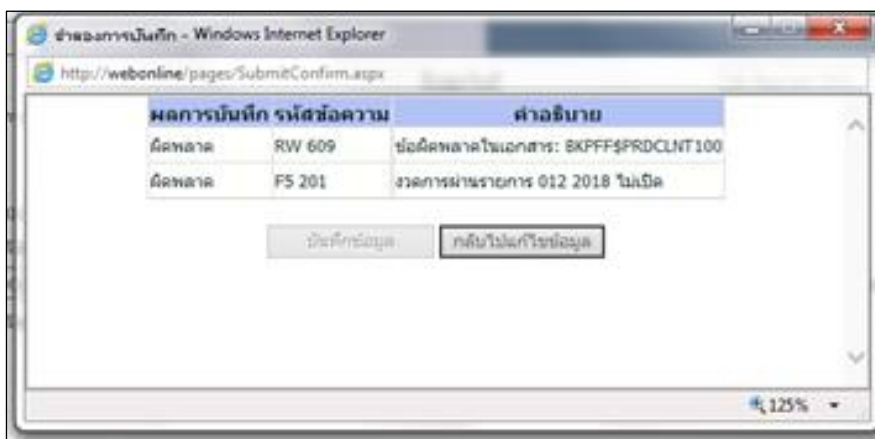 จำลองการบันทึก - Windows Internet Explorer
http://webonline/pages/SubmitConfirm.aspx
ผลการบันทึก รหัสข้อความ คำอธิบาย
ผิดพลาด RW 609 ข้อผิดพลาดในเอกสาร: BKPFF$PRDCLNT100
ผิดพลาด F5 201 งวดการผ่านรายการ 012 2018 ไม่เปิด
บันทึกข้อมูล กลับไปแก้ไขข้อมูล
125%